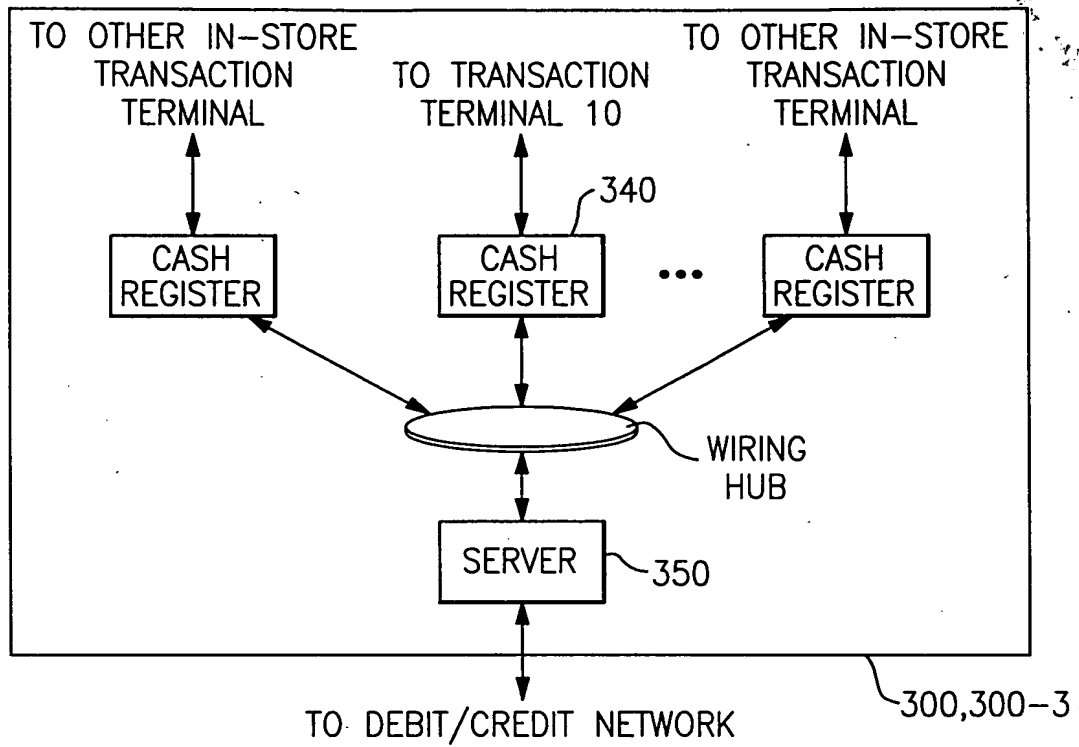 TO OTHER IN-STORE
TRANSACTION
TERMINAL
TO TRANSACTION
TERMINAL 10
TO OTHER IN-STORE
TRANSACTION
TERMINAL
340
CASH
REGISTER
CASH
REGISTER
•••
CASH
REGISTER
WIRING
HUB
SERVER
350
300,300-3
TO DEBIT/CREDIT NETWORK